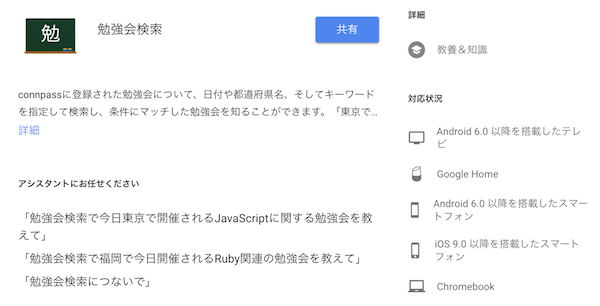 勉
勉強会検索
共有
connpassに登録された勉強会について、日付や都道府県名、そしてキーワード
を指定して検索し、条件にマッチした勉強会を知ることができます。「東京で...
詳細
アシスタントにお任せください
「勉強会検索で今日東京で開催されるJavaScriptに関する勉強会を教
えて」
「勉強会検索で福岡で今日開催されるRuby関連の勉強会を教えて」
「勉強会検索につないで」
詳細
教養＆知識
対応状況
Android 6.0 以降を搭載したテレ
ビ
Google Home
Android 6.0 以降を搭載したスマー
トフォン
iOS 9.0 以降を搭載したスマート
フォン
Chromebook